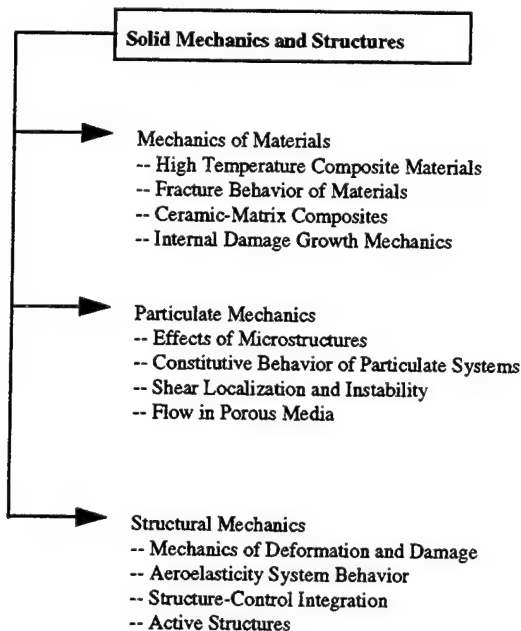 Solid Mechanics and Structures
Mechanics of Materials
-- High Temperature Composite Materials
-- Fracture Behavior of Materials
-- Ceramic-Matrix Composites
-- Internal Damage Growth Mechanics
Particulate Mechanics
-- Effects of Microstructures
-- Constitutive Behavior of Particulate Systems
-- Shear Localization and Instability
-- Flow in Porous Media
Structural Mechanics
-- Mechanics of Deformation and Damage
-- Aeroelasticity System Behavior
-- Structure-Control Integration
-- Active Structures